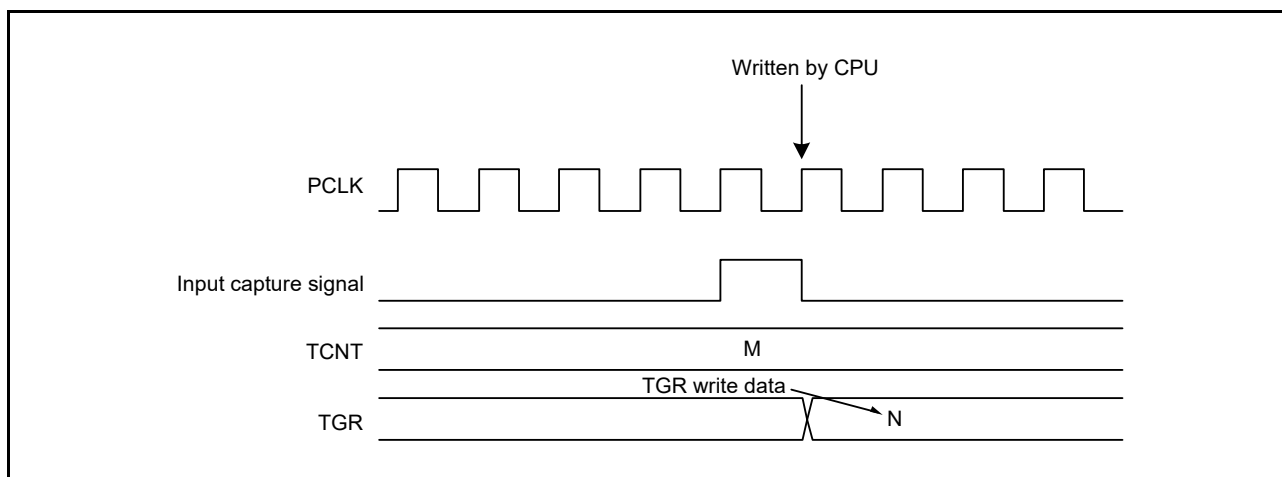 Written by CPU
PCLK
Input capture signal
TCNT
M
TGR write data
TGR
N